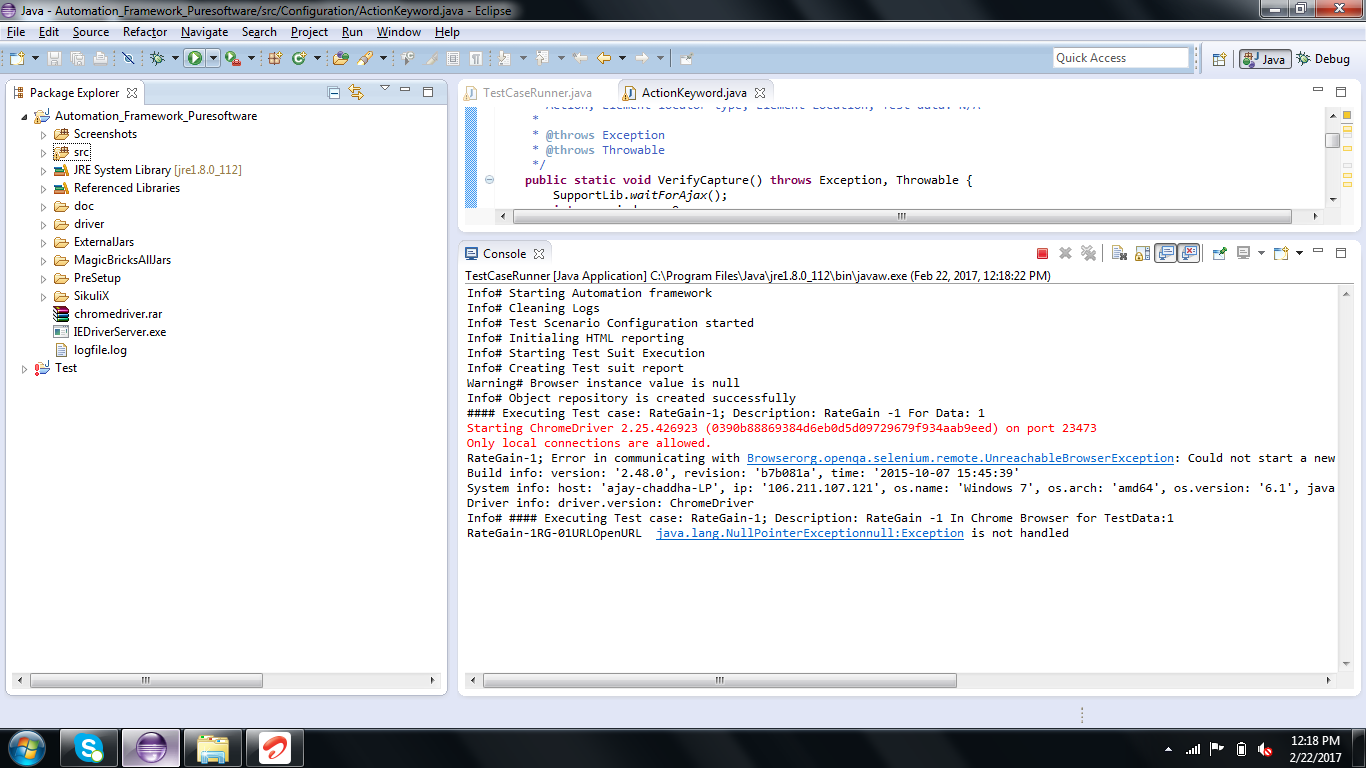 Java - Automation_Framework_Puresoftware/src/Configuration/ActionKeyword.java - Eclipse
File Edit Source Refactor Navigate Search Project Run Window Help
Quick Access
Java
Debug
Package Explorer
Automation_Framework_Puresoftware
Screenshots
src
JRE System Library [jre1.8.0_112]
Referenced Libraries
doc
driver
ExternalJars
MagicBricksAllJars
PreSetup
SikuliX
chromedriver.rar
IEDriverServer.exe
logfile.log
Test
TestCaseRunner.java
ActionKeyword.java
*
* @throws Exception
* @throws Throwable
*/
public static void VerifyCapture() throws Exception, Throwable {
SupportLib.waitForAjax();
Console
TestCaseRunner [Java Application] C:\Program Files\Java\jre1.8.0_112\bin\javaw.exe (Feb 22, 2017, 12:18:22 PM)
Info# Starting Automation framework
Info# Cleaning Logs
Info# Test Scenario Configuration started
Info# Initialing HTML reporting
Info# Starting Test Suit Execution
Info# Creating Test suit report
Warning# Browser instance value is null
Info# Object repository is created successfully
#### Executing Test case: RateGain-1; Description: RateGain -1 For Data: 1
Starting ChromeDriver 2.25.426923 (0390b88869384d6eb0d5d09729679f934aab9eed) on port 23473
Only local connections are allowed.
RateGain-1; Error in communicating with Browserorg.openqa.selenium.remote.UnreachableBrowserException: Could not start a new
Build info: version: '2.48.0', revision: 'b7b081a', time: '2015-10-07 15:45:39'
System info: host: 'ajay-chaddha-LP', ip: '106.211.107.121', os.name: 'Windows 7', os.arch: 'amd64', os.version: '6.1', java
Driver info: driver.version: ChromeDriver
Info# #### Executing Test case: RateGain-1; Description: RateGain -1 In Chrome Browser for TestData:1
RateGain-1RG-01URLOpenURL java.lang.NullPointerExceptionnull:Exception is not handled
12:18 PM
2/22/2017